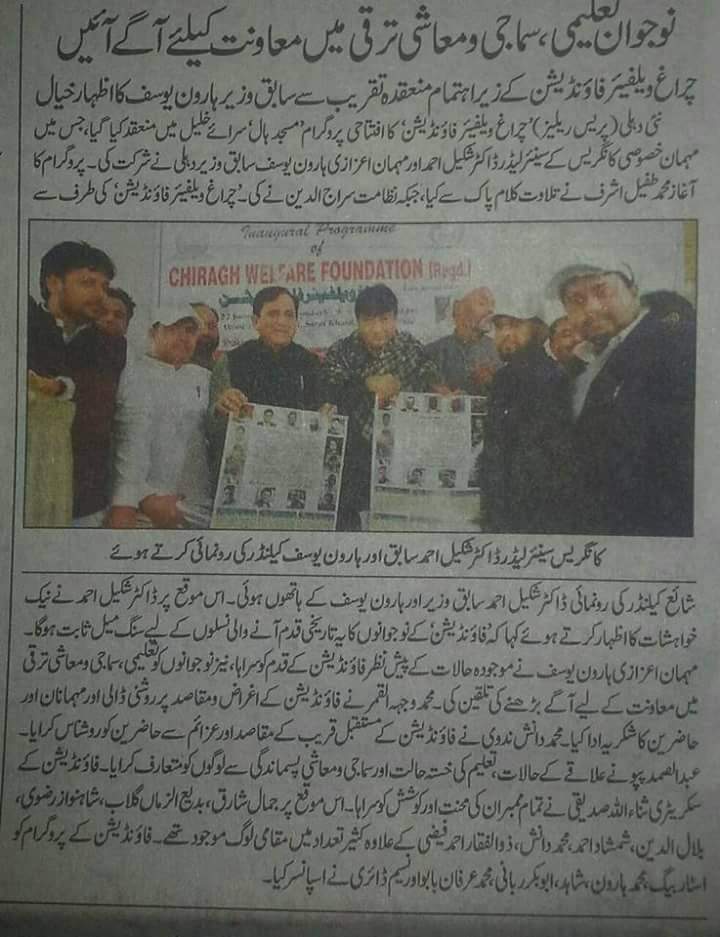 نوجوان تعلیمی، سماجی و معاشی ترقی میں معاونت کیلئے آگے آئیں
چراغ ویلفیئر فاؤنڈیشن کے زیر اہتمام منعقدہ تقریب سے سابق وزیر ہارون یوسف کا اظہار خیال
نئی دہلی (پریس ریلیز) ’چراغ ویلفیئر فاؤنڈیشن‘ کا افتتاحی پروگرام ’مسجد ہال‘ سرائے خلیل میں منعقد کیا گیا، جس میں
مہمان خصوصی کانگریس کے سینئر لیڈر ڈاکٹر شکیل احمد اور مہمان اعزازی ہارون یوسف سابق وزیر دہلی نے شرکت کی۔ پروگرام کا
آغاز محمد طفیل اشرف نے تلاوت کلام پاک سے کیا، جبکہ نظامت سراج الدین نے کی۔ ’چراغ ویلفیئر فاؤنڈیشن‘ کی طرف سے
Inaugural Programme
of
CHIRAGH WELFARE FOUNDATION (Regd.)
کانگریس سینئر لیڈر ڈاکٹر شکیل احمد سابق اور ہارون یوسف کیلنڈر کی رونمائی کرتے ہوئے
شائع کیلنڈر کی رونمائی ڈاکٹر شکیل احمد سابق وزیر اور ہارون یوسف کے ہاتھوں ہوئی۔ اس موقع پر ڈاکٹر شکیل احمد نے نیک
خواہشات کا اظہار کرتے ہوئے کہا کہ ’فاؤنڈیشن‘ کے نوجوانوں کا یہ تاریخی قدم آنے والی نسلوں کے لیے سنگ میل ثابت ہوگا۔
مہمان اعزازی ہارون یوسف نے موجودہ حالات کے پیش نظر فاؤنڈیشن کے قدم کو سراہا، نیز نوجوانوں کو تعلیمی، سماجی و معاشی ترقی
میں معاونت کے لیے آگے بڑھنے کی تلقین کی۔ محمد وجہہ القمر نے فاؤنڈیشن کے اغراض و مقاصد پر روشنی ڈالی اور مہمانان اور
حاضرین کا شکریہ ادا کیا۔ محمد دانش ندوی نے فاؤنڈیشن کے مستقبل قریب کے مقاصد اور عزائم سے حاضرین کو روشناس کرایا۔
عبدالصمد پپو نے علاقے کے حالات، تعلیم کی خستہ حالت اور سماجی و معاشی پسماندگی سے لوگوں کو متعارف کرایا۔ فاؤنڈیشن کے
سکریٹری ثناء اللہ صدیقی نے تمام ممبران کی محنت اور کوشش کو سراہا۔ اس موقع پر جمال شارق، بدیع الزماں گلاب، شاہنواز رضوی،
بلال الدین، شمشاد احمد، محمد دانش، ذوالفقار احمد فیضی کے علاوہ کثیر تعداد میں مقامی لوگ موجود تھے۔ فاؤنڈیشن کے پروگرام کو
اسٹار بیگ، محمد ہارون، شاہد، ابو بکر ربانی، محمد عرفان بابو اور نسیم ڈائری نے اسپانسر کیا۔